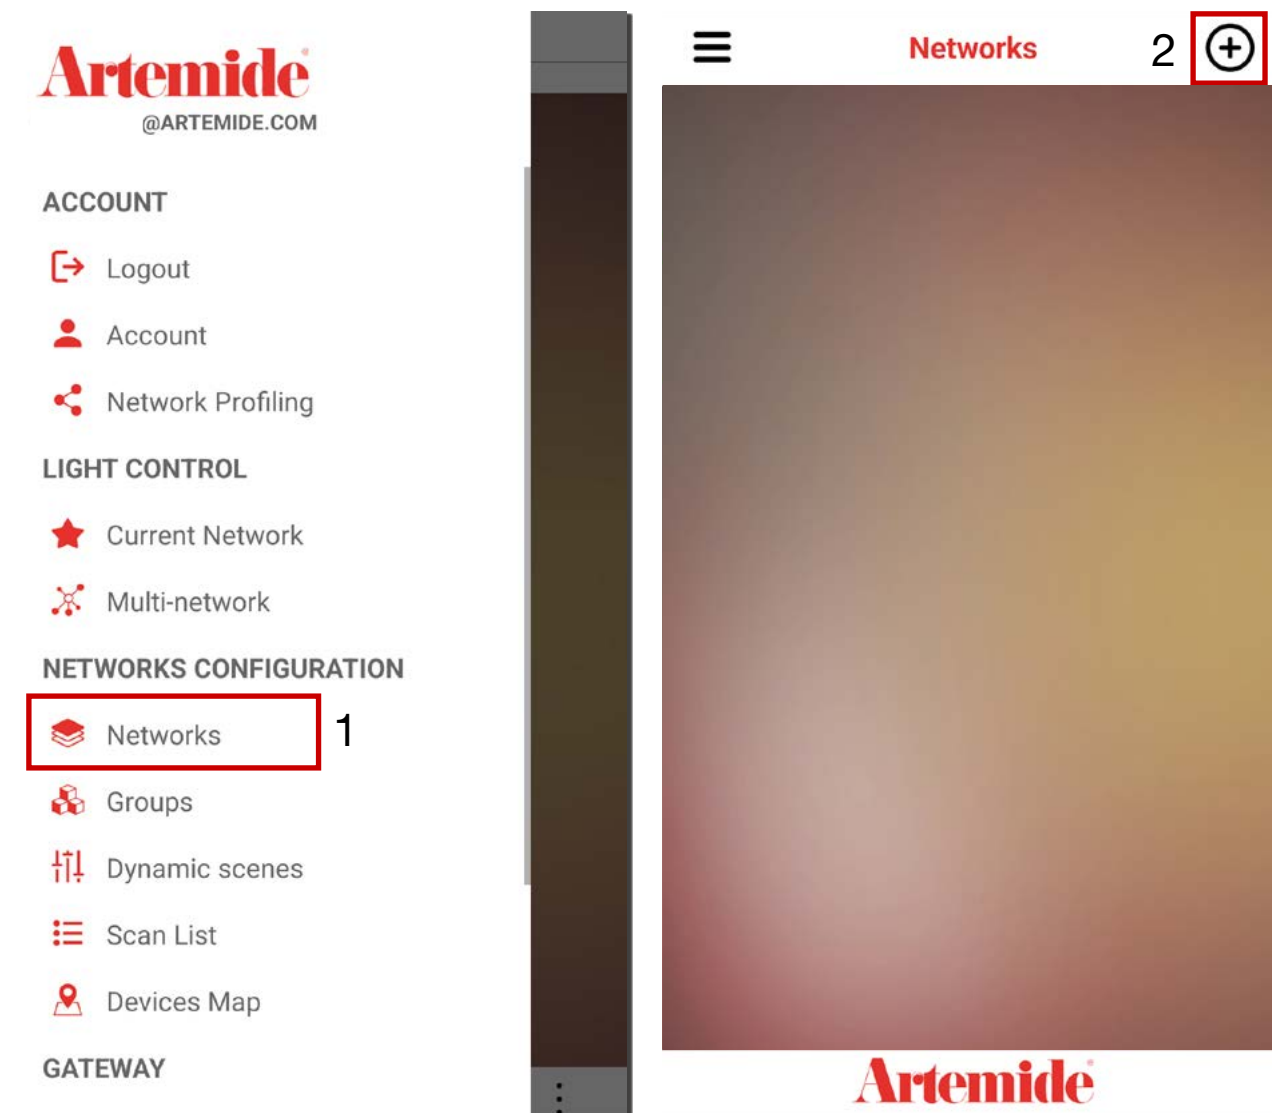 Artemide
@ARTEMIDE.COM
ACCOUNT
Logout
Account
Network Profiling
LIGHT CONTROL
Current Network
Multi-network
NETWORKS CONFIGURATION
Networks 1
Groups
Dynamic scenes
Scan List
Devices Map
GATEWAY
Networks 2
Artemide